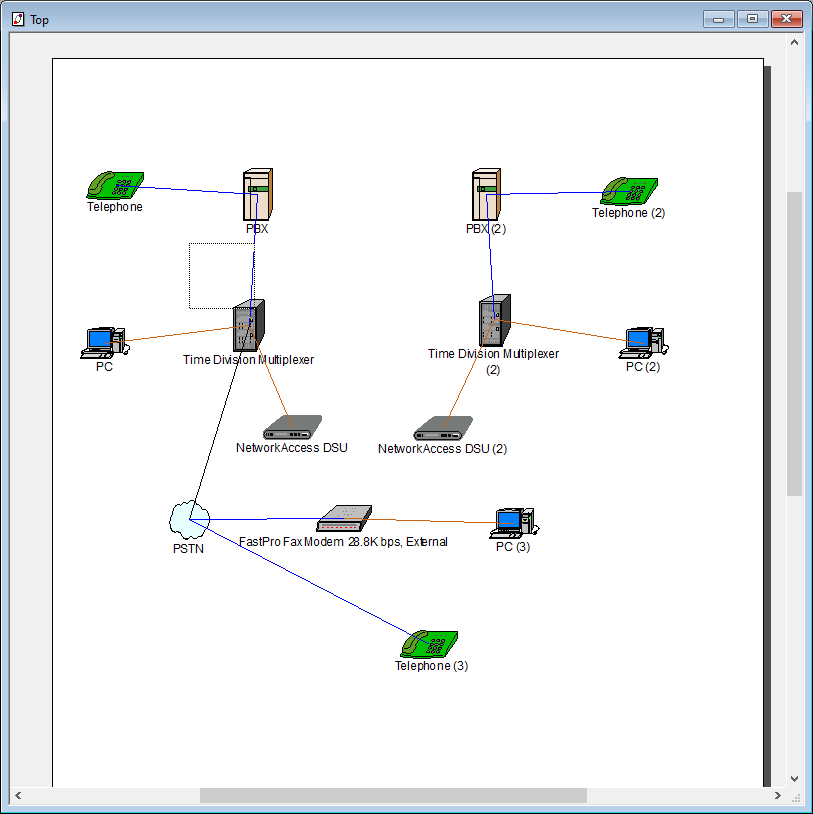 Top
Telephone
PBX
PBX (2)
Telephone (2)
PC
Time Division Multiplexer
Time Division Multiplexer
(2)
PC (2)
NetworkAccess DSU
NetworkAccess DSU (2)
PSTN
FastPro Fax Modem 28.8K bps, External
PC (3)
Telephone (3)